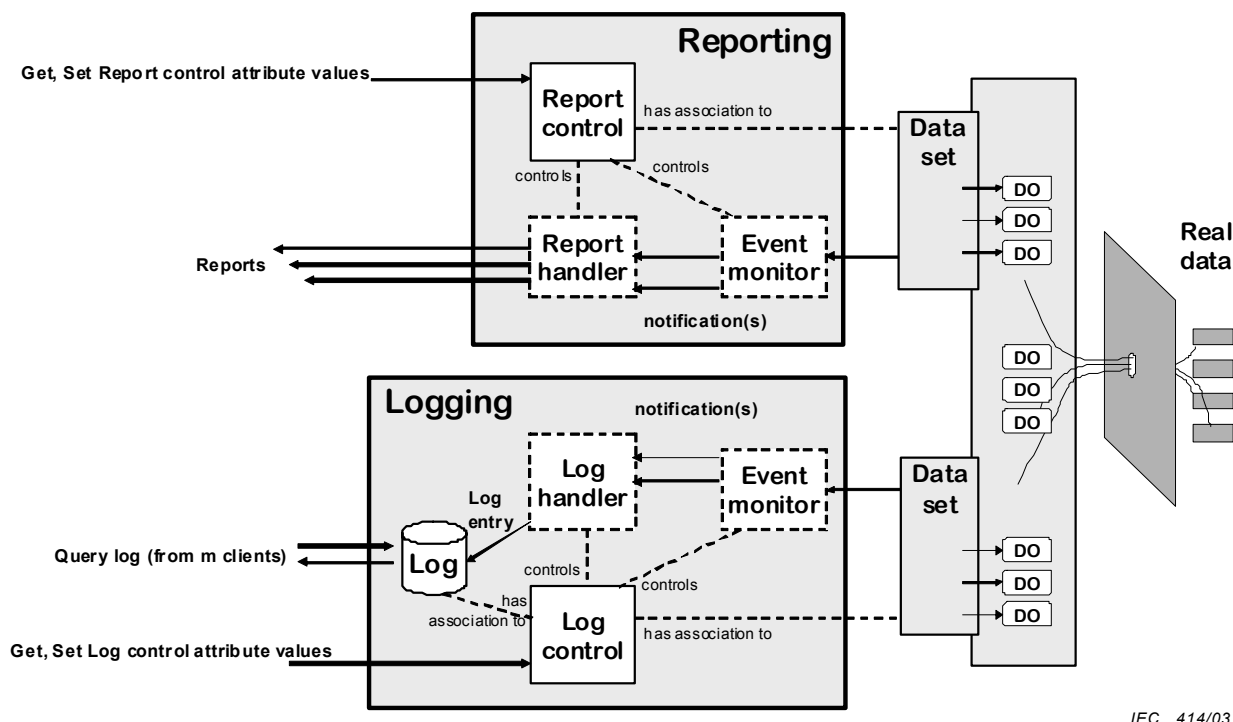 Reporting
Get, Set Report control attribute values
Report
control
has association to
controls
controls
Data
set
DO
DO
DO
Report
handler
Event
monitor
Reports
notification(s)
Real
data
DO
DO
DO
Logging
notification(s)
Log
handler
Event
monitor
Data
set
Log
entry
Query log (from m clients)
Log
controls
controls
has
association to
Log
control
has association to
DO
DO
DO
Get, Set Log control attribute values
IEC 414/03